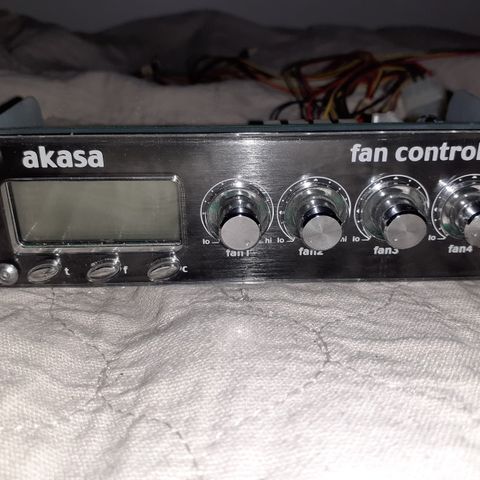 akasa
fan control
lo hi lo hi lo hi lo
fan1 fan2 fan3 fan4
t f c